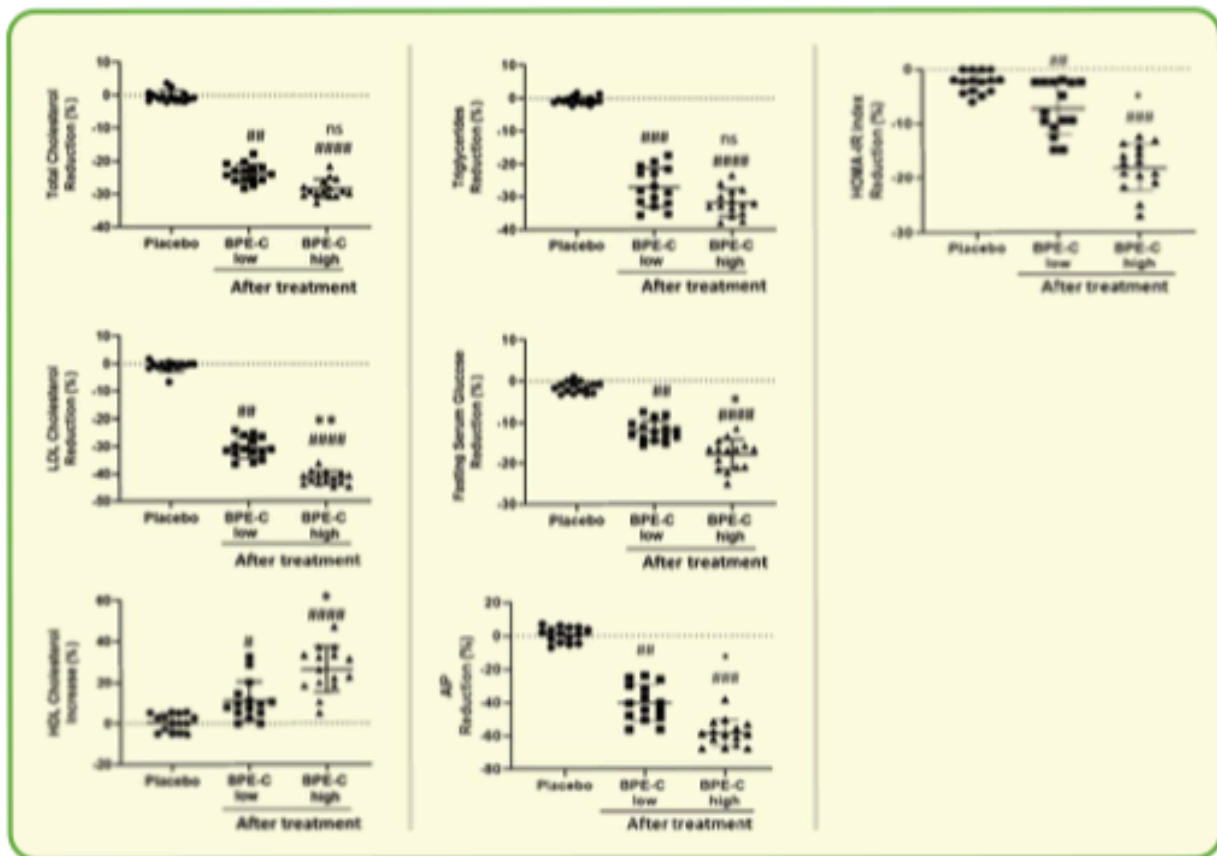 Total Cholesterol
Reduction (%)
10
0
-10
-20
-30
-40
##
ns
####
Placebo
BPE-C
low
BPE-C
high
After treatment
LDL Cholesterol
Reduction (%)
10
0
-10
-20
-30
-40
-50
##
**
####
Placebo
BPE-C
low
BPE-C
high
After treatment
HDL Cholesterol
Increase (%)
60
40
20
0
-20
#
*
####
Placebo
BPE-C
low
BPE-C
high
After treatment
Triglycerides
Reduction (%)
10
0
-10
-20
-30
-40
###
ns
####
Placebo
BPE-C
low
BPE-C
high
After treatment
Fasting Serum Glucose
Reduction (%)
10
0
-10
-20
-30
##
*
####
Placebo
BPE-C
low
BPE-C
high
After treatment
AIP
Reduction (%)
20
0
-20
-40
-60
-80
##
*
###
Placebo
BPE-C
low
BPE-C
high
After treatment
HOMA-IR Index
Reduction (%)
0
-10
-20
-30
##
*
###
Placebo
BPE-C
low
BPE-C
high
After treatment